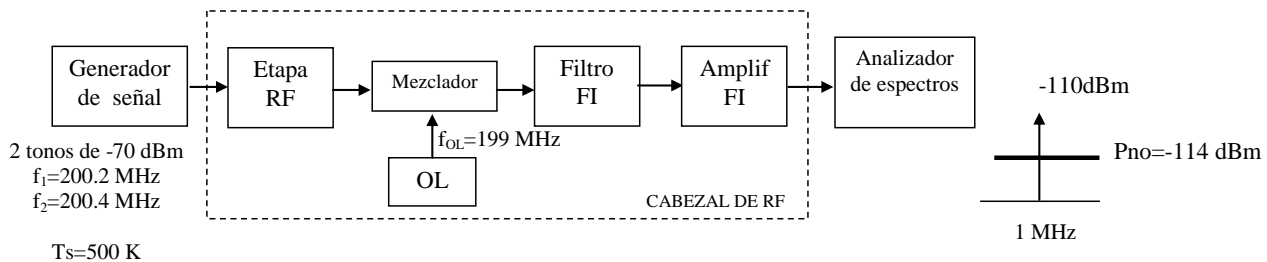 Generador
de señal
Etapa
RF
Mezclador
Filtro
FI
Amplif
FI
Analizador
de espectros
-110dBm
Pno=-114 dBm
1 MHz
f_OL=199 MHz
OL
CABEZAL DE RF
2 tonos de -70 dBm
f₁=200.2 MHz
f₂=200.4 MHz
Ts=500 K